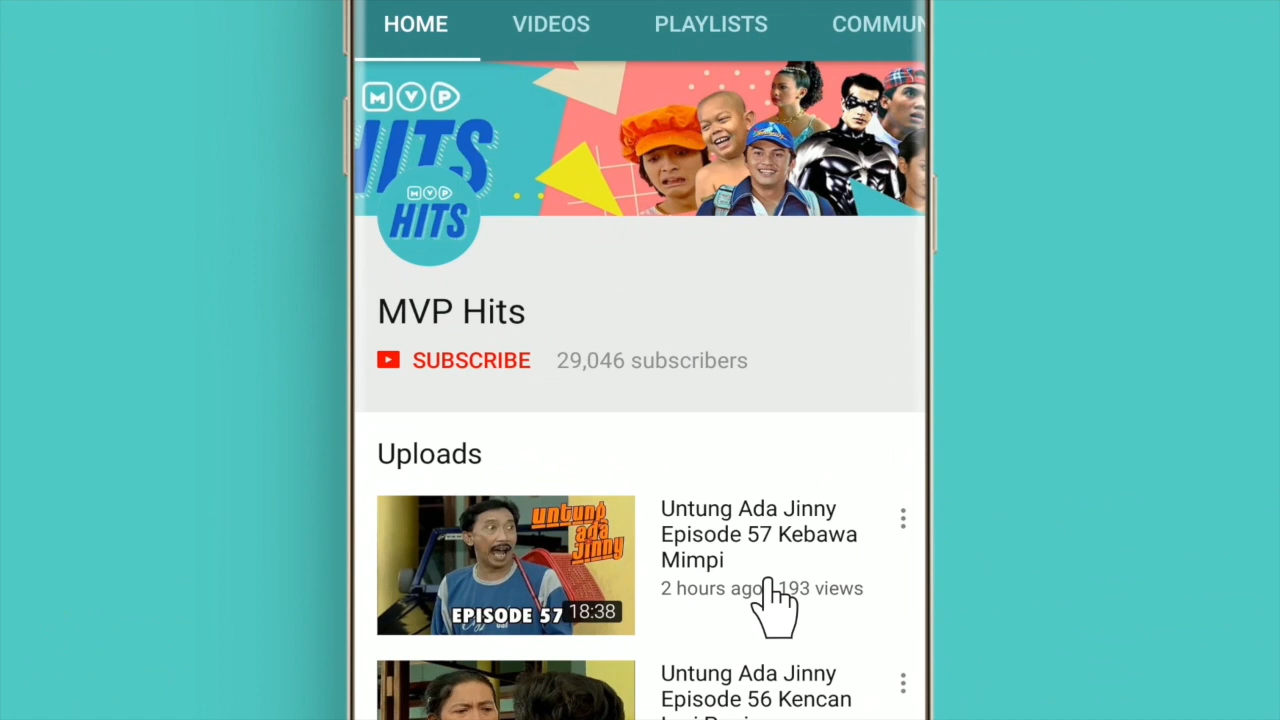 HOME VIDEOS PLAYLISTS COMMUN
MVP
HITS
MVP
HITS
MVP Hits
SUBSCRIBE 29,046 subscribers
Uploads
untung
ada
Jinny
EPISODE 57 18:38
Untung Ada Jinny
Episode 57 Kebawa
Mimpi
2 hours ago 193 views
Untung Ada Jinny
Episode 56 Kencan